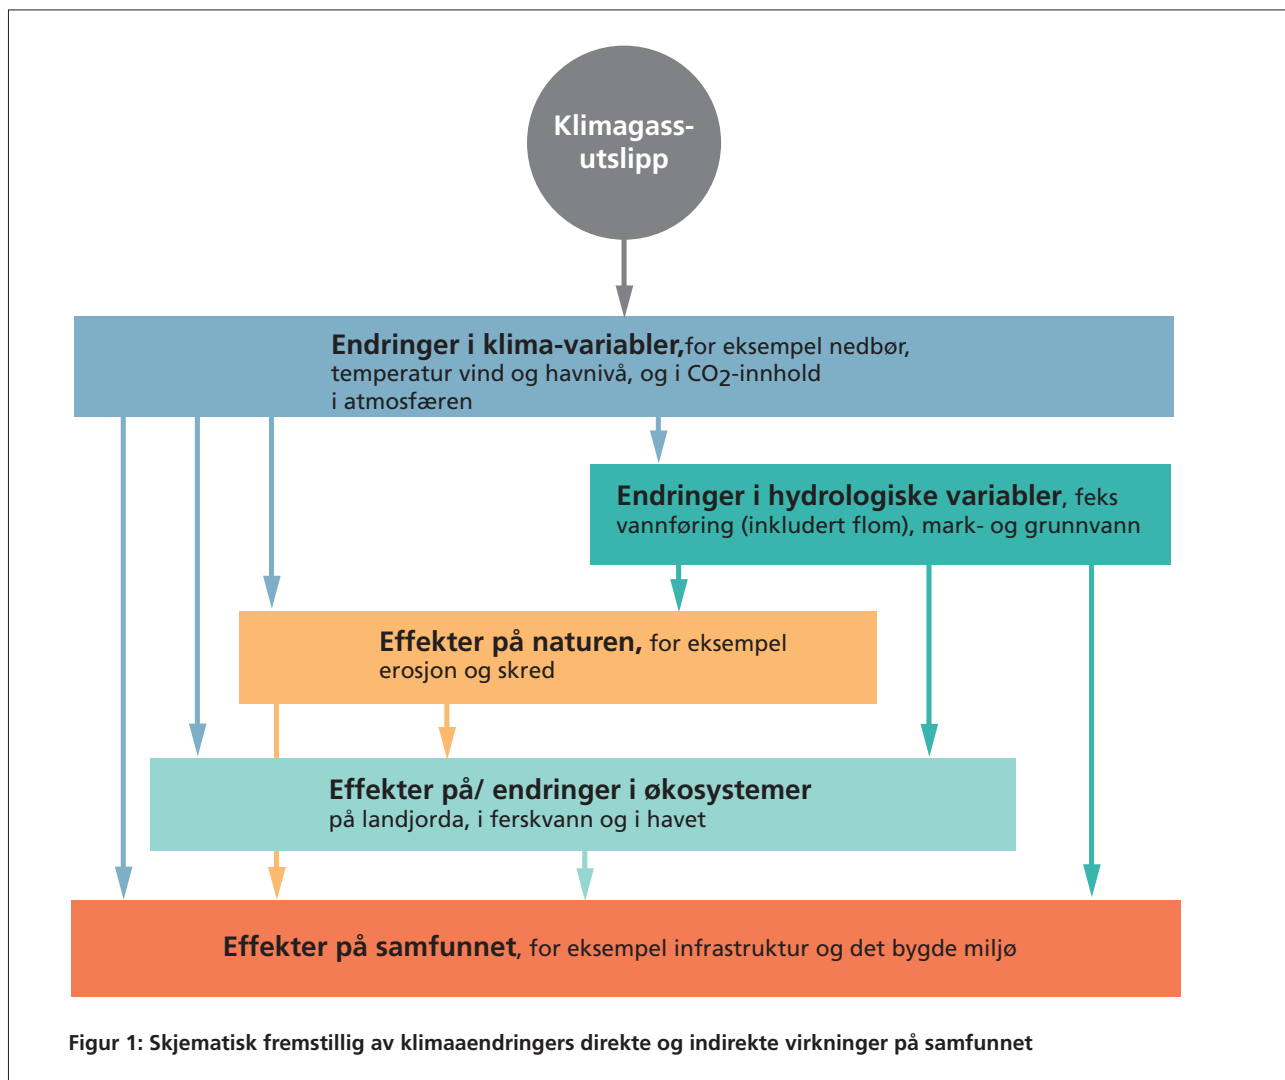 Klimagass-
utslipp
Endringer i klima-variabler,for eksempel nedbør,
temperatur vind og havnivå, og i CO2-innhold
i atmosfæren
Endringer i hydrologiske variabler, feks
vannføring (inkludert flom), mark- og grunnvann
Effekter på naturen, for eksempel
erosjon og skred
Effekter på/ endringer i økosystemer
på landjorda, i ferskvann og i havet
Effekter på samfunnet, for eksempel infrastruktur og det bygde miljø
Figur 1: Skjematisk fremstillig av klimaaendringers direkte og indirekte virkninger på samfunnet